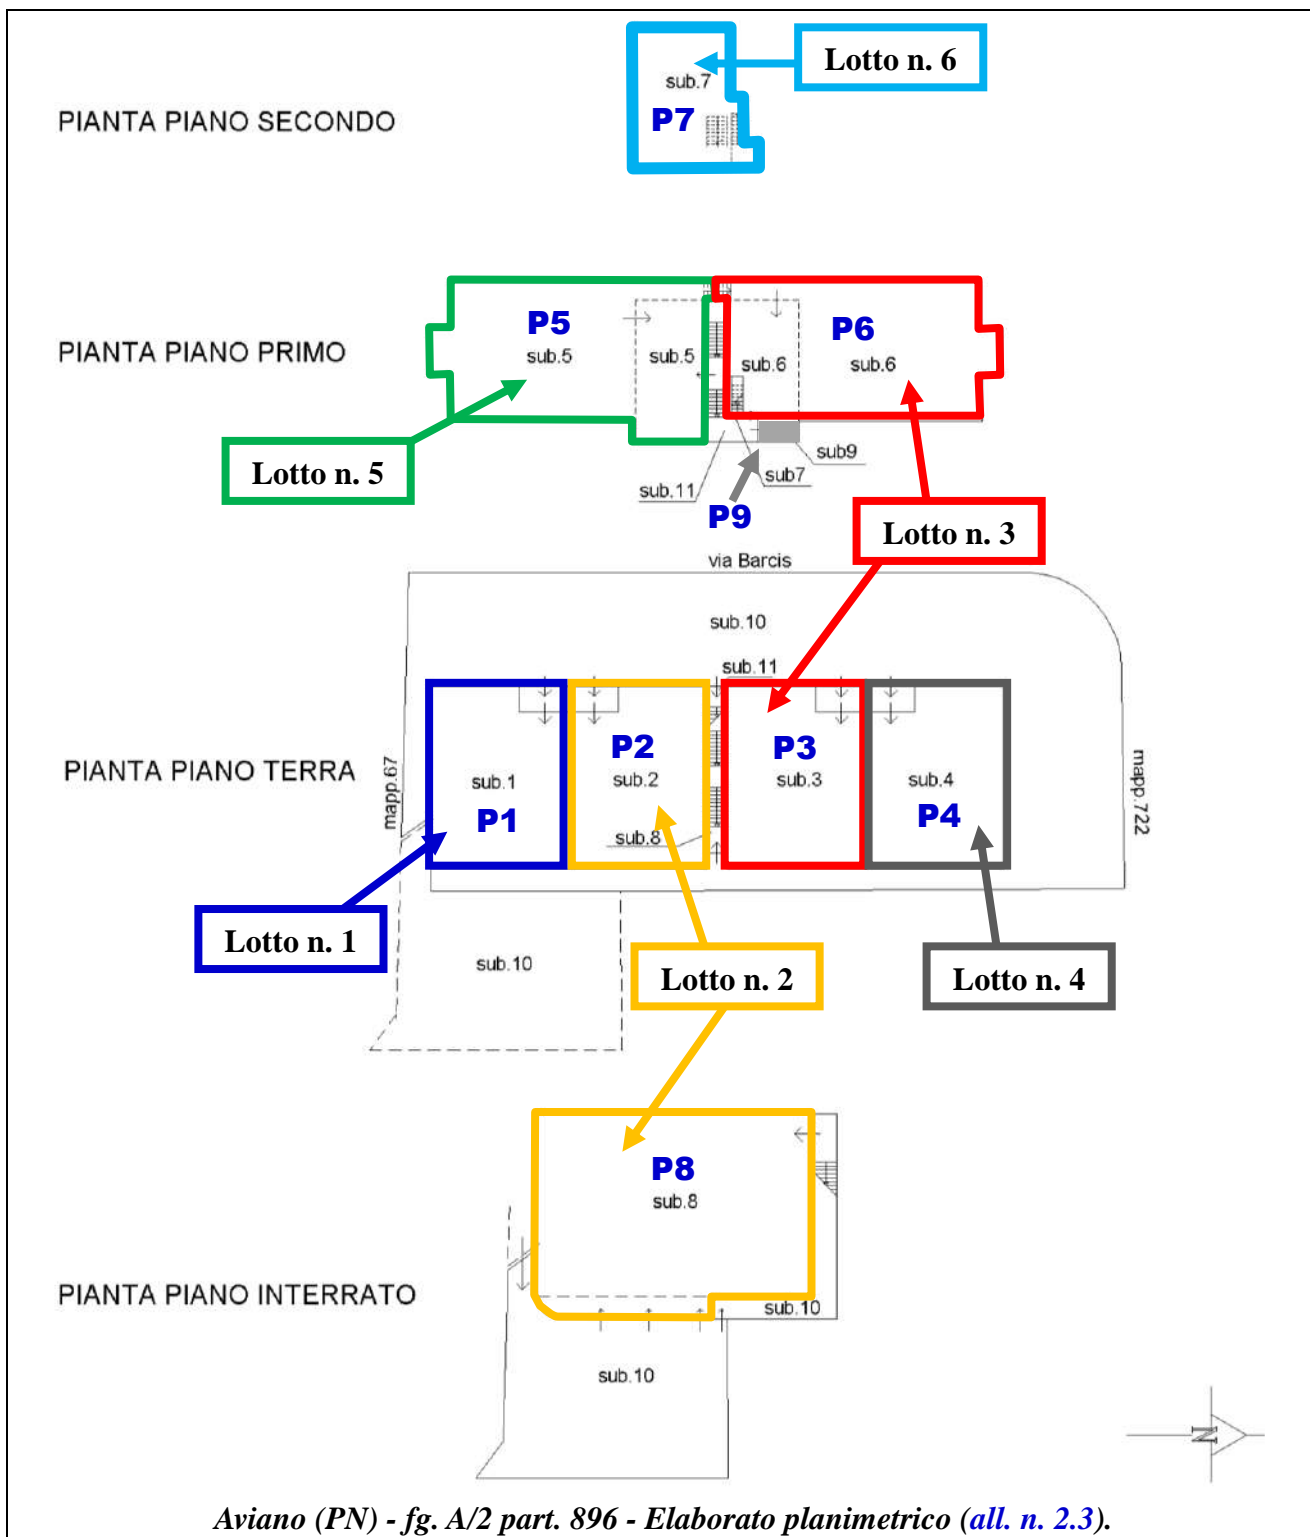 Lotto n. 6
sub.7
PIANTA PIANO SECONDO
P7
P5
P6
PIANTA PIANO PRIMO
sub.5
sub.5
sub.6
sub.6
Lotto n. 5
sub9
sub7
sub.11
P9
Lotto n. 3
via Barcis
sub.10
sub.11
PIANTA PIANO TERRA
mapp.67
P2
P3
sub.1
sub.2
sub.3
sub.4
mapp.722
P1
P4
sub.8
Lotto n. 1
sub.10
Lotto n. 2
Lotto n. 4
P8
sub.8
PIANTA PIANO INTERRATO
sub.10
sub.10
N
Aviano (PN) - fg. A/2 part. 896 - Elaborato planimetrico (all. n. 2.3).